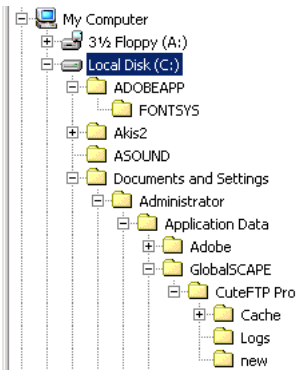 My Computer
3½ Floppy (A:)
Local Disk (C:)
ADOBEAPP
FONTSYS
Akis2
ASOUND
Documents and Settings
Administrator
Application Data
Adobe
GlobalSCAPE
CuteFTP Pro
Cache
Logs
new